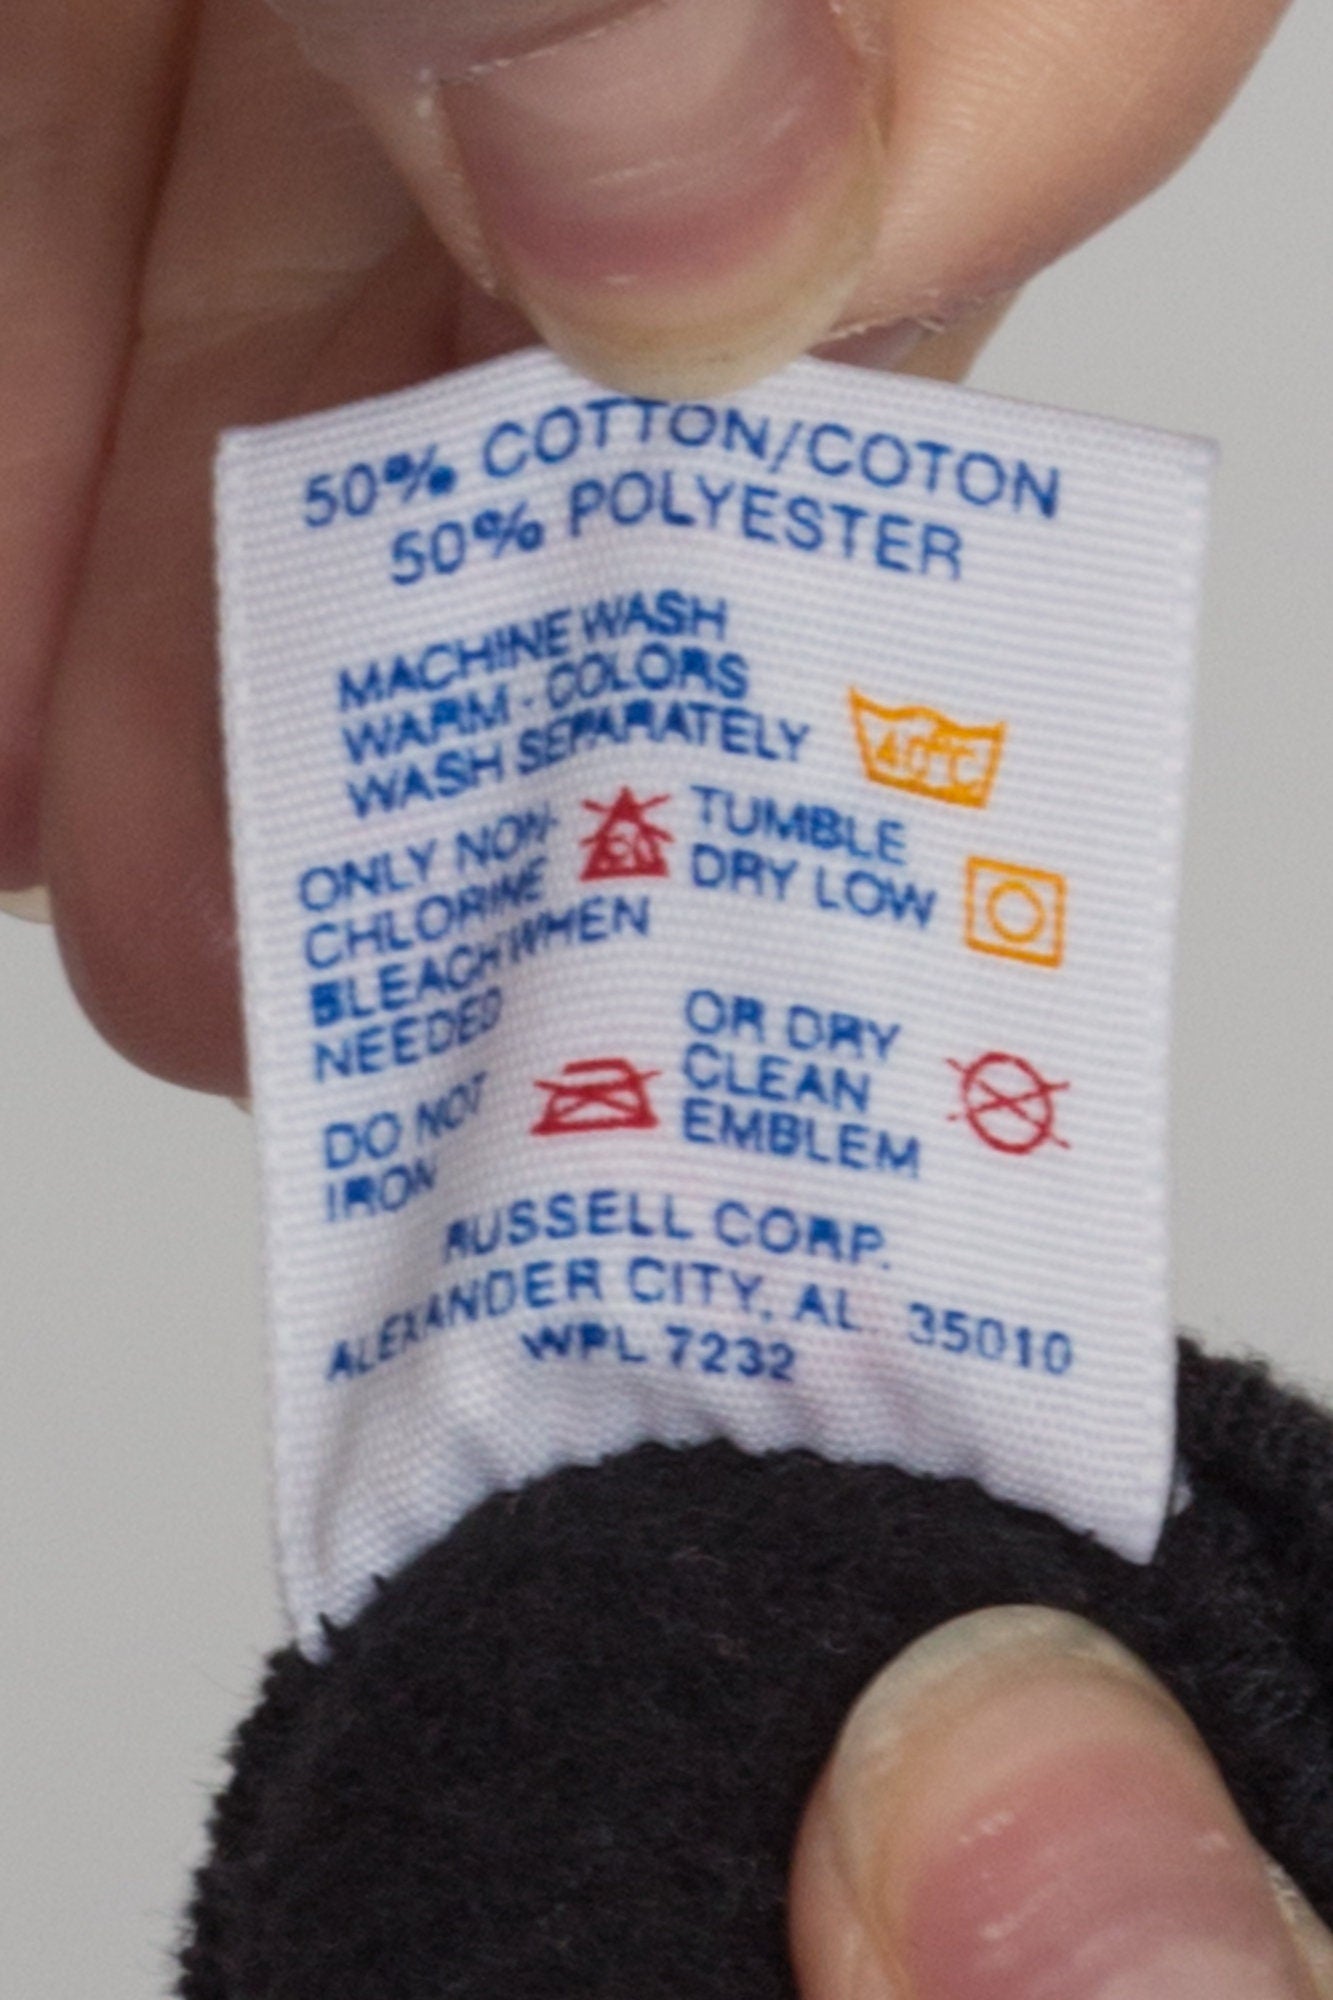 50% COTTON/COTON
50% POLYESTER
MACHINE WASH
WARM - COLORS
WASH SEPARATELY
40°C
ONLY NON-
CHLORINE
BLEACH WHEN
NEEDED
TUMBLE
DRY LOW
DO NOT
IRON
OR DRY
CLEAN
EMBLEM
RUSSELL CORP.
ALEXANDER CITY, AL 35010
WPL 7232